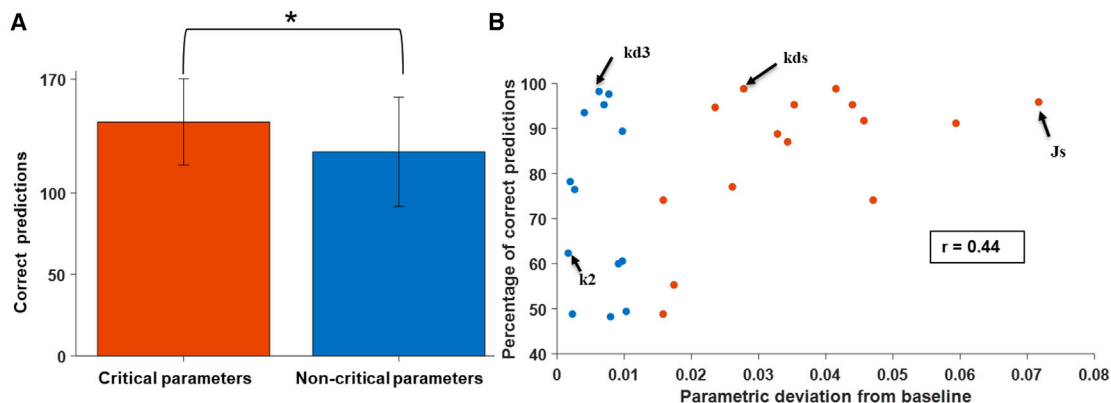 A
*
170
100
50
0
Correct predictions
Critical parameters
Non-critical parameters
B
100
90
80
70
60
50
40
Percentage of correct predictions
kd3
kds
Js
k2
r = 0.44
0
0.01
0.02
0.03
0.04
0.05
0.06
0.07
0.08
Parametric deviation from baseline